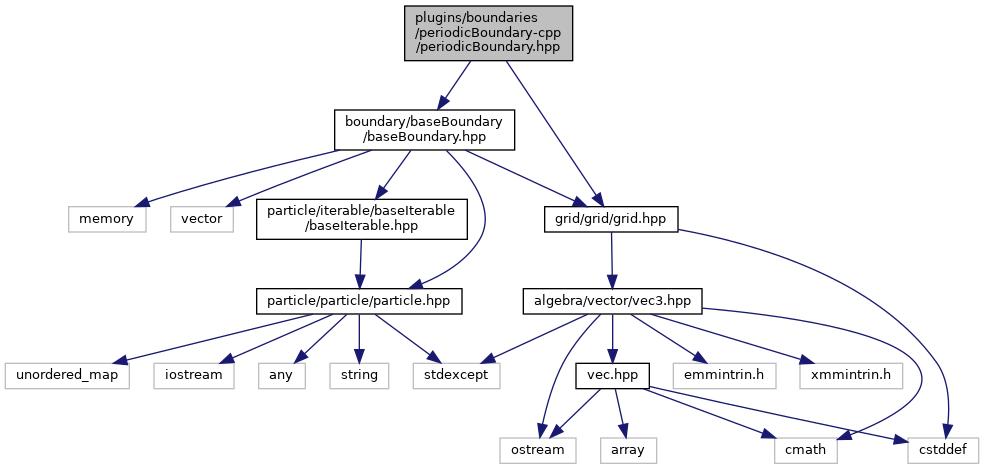 plugins/boundaries
/periodicBoundary-cpp
/periodicBoundary.hpp
boundary/baseBoundary
/baseBoundary.hpp
memory
vector
particle/iterable/baseIterable
/baseIterable.hpp
grid/grid/grid.hpp
particle/particle/particle.hpp
algebra/vector/vec3.hpp
unordered_map
iostream
any
string
stdexcept
vec.hpp
emmintrin.h
xmmintrin.h
ostream
array
cmath
cstddef